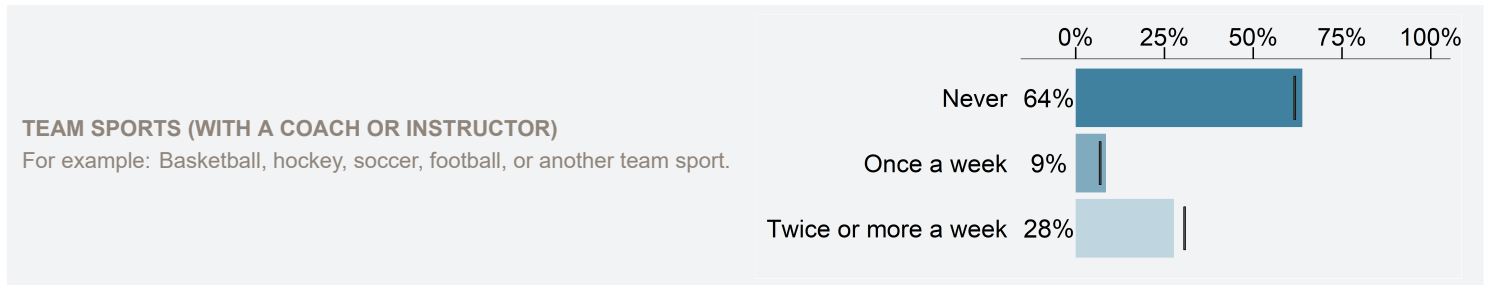 0% 25% 50% 75% 100%
TEAM SPORTS (WITH A COACH OR INSTRUCTOR)
For example: Basketball, hockey, soccer, football, or another team sport.
Never 64%
Once a week 9%
Twice or more a week 28%